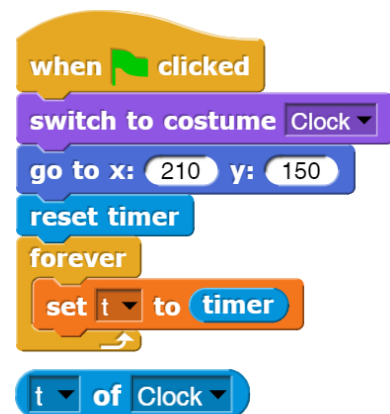 when clicked
switch to costume Clock
go to x: 210 y: 150
reset timer
forever
set t to timer
t of Clock